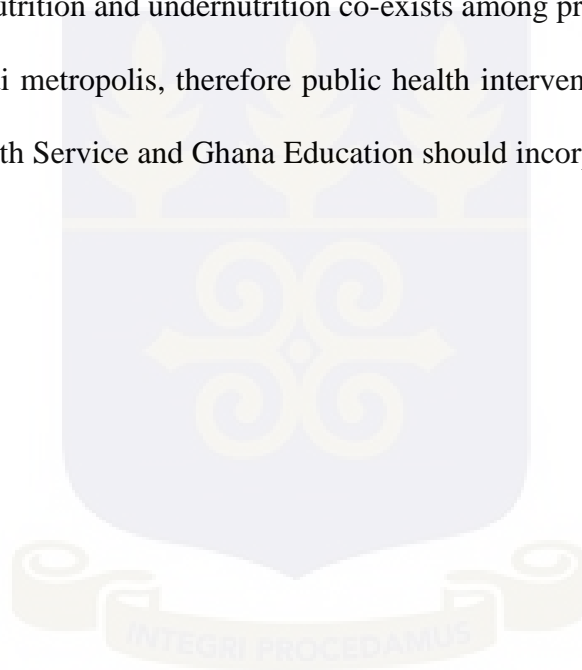 utrition and undernutrition co-exists among pr
i metropolis, therefore public health interven
th Service and Ghana Education should incorp
INTEGRI PROCEDAMUS